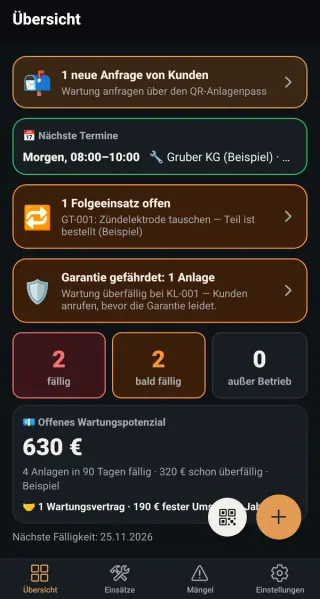 Übersicht
1 neue Anfrage von Kunden
Wartung anfragen über den QR-Anlagenpass
Nächste Termine
Morgen, 08:00–10:00 Gruber KG (Beispiel) · ...
1 Folgeeinsatz offen
GT-001: Zündelektrode tauschen — Teil ist
bestellt (Beispiel)
Garantie gefährdet: 1 Anlage
Wartung überfällig bei KL-001 — Kunden
anrufen, bevor die Garantie leidet.
2
fällig
2
bald fällig
0
außer Betrieb
Offenes Wartungspotenzial
630 €
4 Anlagen in 90 Tagen fällig · 320 € schon überfällig ·
Beispiel
1 Wartungsvertrag · 190 € fester
Nächste Fälligkeit: 25.11.2026
Übersicht
Einsätze
Mängel
Einstellungen